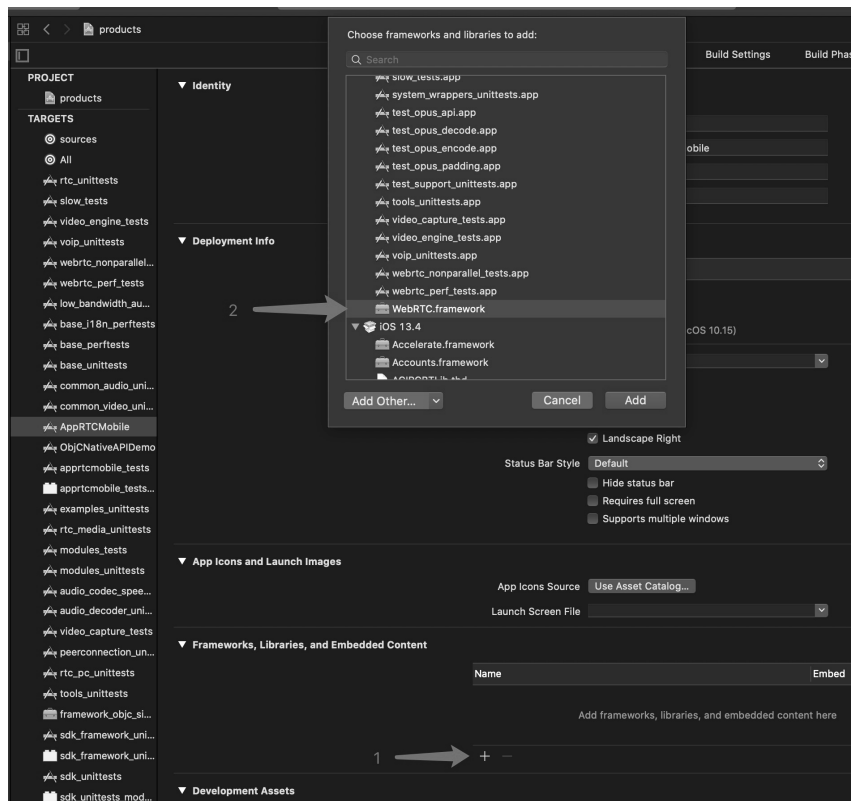 products
Build Settings
Build Phas
PROJECT
products
TARGETS
sources
All
rtc_unittests
slow_tests
video_engine_tests
voip_unittests
webrtc_nonparallel...
webrtc_perf_tests
low_bandwidth_au...
base_i18n_perftests
base_perftests
base_unittests
common_audio_uni...
common_video_uni...
AppRTCMobile
ObjCNativeAPIDemo
apprtcmobile_tests
apprtcmobile_tests...
examples_unittests
rtc_media_unittests
modules_tests
modules_unittests
audio_codec_spee...
audio_decoder_uni...
video_capture_tests
peerconnection_un...
rtc_pc_unittests
tools_unittests
framework_objc_si...
sdk_framework_uni...
sdk_framework_uni...
sdk_unittests
sdk_unittests_mod...
Identity
obile
Deployment Info
cOS 10.15)
Choose frameworks and libraries to add:
Search
slow_tests.app
system_wrappers_unittests.app
test_opus_api.app
test_opus_decode.app
test_opus_encode.app
test_opus_padding.app
test_support_unittests.app
tools_unittests.app
video_capture_tests.app
video_engine_tests.app
voip_unittests.app
webrtc_nonparallel_tests.app
webrtc_perf_tests.app
2 WebRTC.framework
iOS 13.4
Accelerate.framework
Accounts.framework
Add Other... Cancel Add
Landscape Right
Status Bar Style Default
Hide status bar
Requires full screen
Supports multiple windows
App Icons and Launch Images
App Icons Source Use Asset Catalog...
Launch Screen File
Frameworks, Libraries, and Embedded Content
Name Embed
Add frameworks, libraries, and embedded content here
1 + −
Development Assets